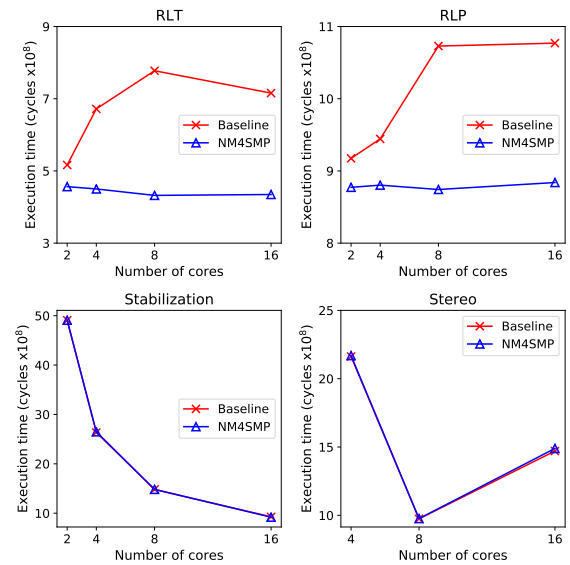 RLT
Execution time (cycles x10⁸)
9
7
5
3
Baseline
NM4SMP
2 4 8 16
Number of cores
RLP
Execution time (cycles x10⁸)
11
10
9
8
Baseline
NM4SMP
2 4 8 16
Number of cores
Stabilization
Execution time (cycles x10⁸)
50
40
30
20
10
Baseline
NM4SMP
2 4 8 16
Number of cores
Stereo
Execution time (cycles x10⁸)
25
20
15
10
Baseline
NM4SMP
4 8 16
Number of cores